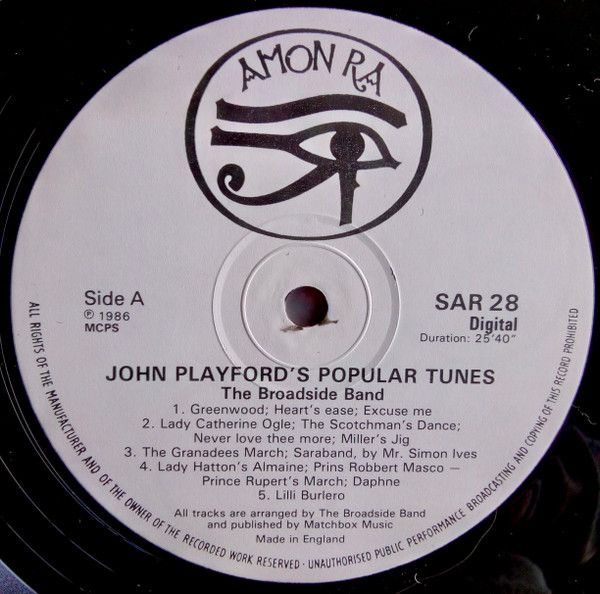 AMON RA
Side A
℗ 1986
MCPS
SAR 28
Digital
Duration: 25'40"
JOHN PLAYFORD'S POPULAR TUNES
The Broadside Band
1. Greenwood; Heart's ease; Excuse me
2. Lady Catherine Ogle; The Scotchman's Dance;
Never love thee more; Miller's Jig
3. The Granadees March; Saraband, by Mr. Simon Ives
4. Lady Hatton's Almaine; Prins Robbert Masco —
Prince Rupert's March; Daphne
5. Lilli Burlero
All tracks are arranged by The Broadside Band
and published by Matchbox Music
Made in England
ALL RIGHTS OF THE MANUFACTURER AND OF THE OWNER OF THE RECORDED WORK RESERVED · UNAUTHORISED PUBLIC PERFORMANCE BROADCASTING AND COPYING OF THIS RECORD PROHIBITED